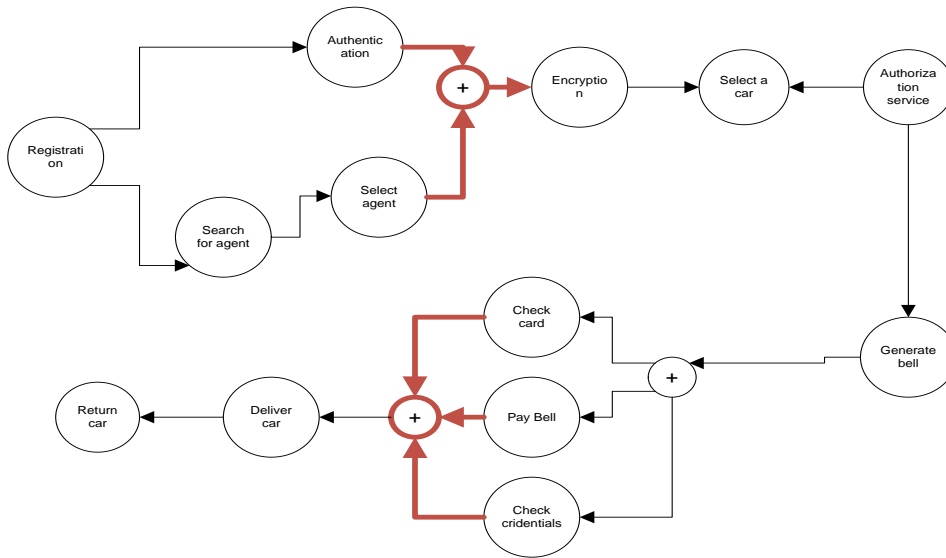 Authentic
ation
+
Encryptio
n
Select a
car
Authoriza
tion
service
Registrati
on
Select
agent
Search
for agent
Check
card
Generate
bell
+
Return
car
Deliver
car
+
Pay Bell
Check
cridentials